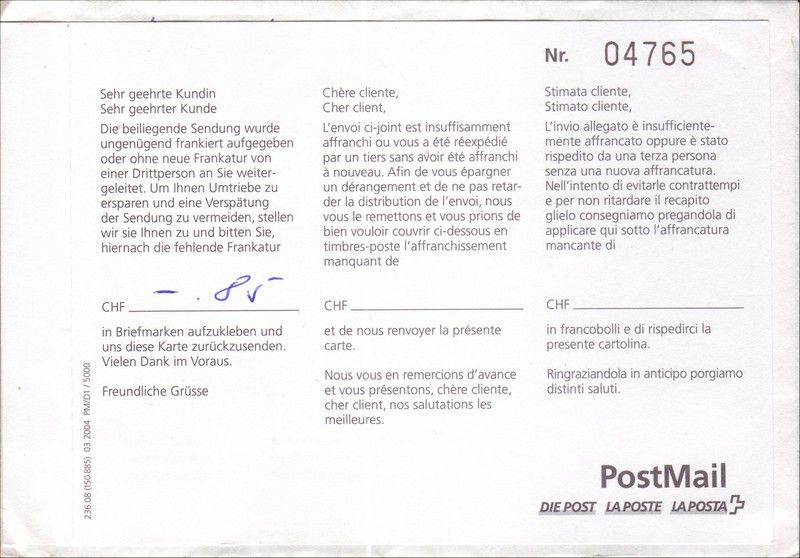 Nr. 04765
Sehr geehrte Kundin
Sehr geehrter Kunde
Die beiliegende Sendung wurde
ungenügend frankiert aufgegeben
oder ohne neue Frankatur von
einer Drittperson an Sie weiter-
geleitet. Um Ihnen Umtriebe zu
ersparen und eine Verspätung
der Sendung zu vermeiden, stellen
wir sie Ihnen zu und bitten Sie,
hiernach die fehlende Frankatur
CHF –.85
in Briefmarken aufzukleben und
uns diese Karte zurückzusenden.
Vielen Dank im Voraus.
Freundliche Grüsse
Chère cliente,
Cher client,
L'envoi ci-joint est insuffisamment
affranchi ou vous a été réexpédié
par un tiers sans avoir été affranchi
à nouveau. Afin de vous épargner
un dérangement et de ne pas retar-
der la distribution de l'envoi, nous
vous le remettons et vous prions de
bien vouloir couvrir ci-dessous en
timbres-poste l'affranchissement
manquant de
CHF
et de nous renvoyer la présente
carte.
Nous vous en remercions d'avance
et vous présentons, chère cliente,
cher client, nos salutations les
meilleures.
Stimata cliente,
Stimato cliente,
L'invio allegato è insufficiente-
mente affrancato oppure è stato
rispedito da una terza persona
senza una nuova affrancatura.
Nell'intento di evitarle contrattempi
e per non ritardare il recapito
glielo consegniamo pregandola di
applicare qui sotto l'affrancatura
mancante di
CHF
in francobolli e di rispedirci la
presente cartolina.
Ringraziandola in anticipo porgiamo
distinti saluti.
236.08 (150.885) 03.2004 PM/D1 / 5000
PostMail
DIE POST LA POSTE LA POSTA